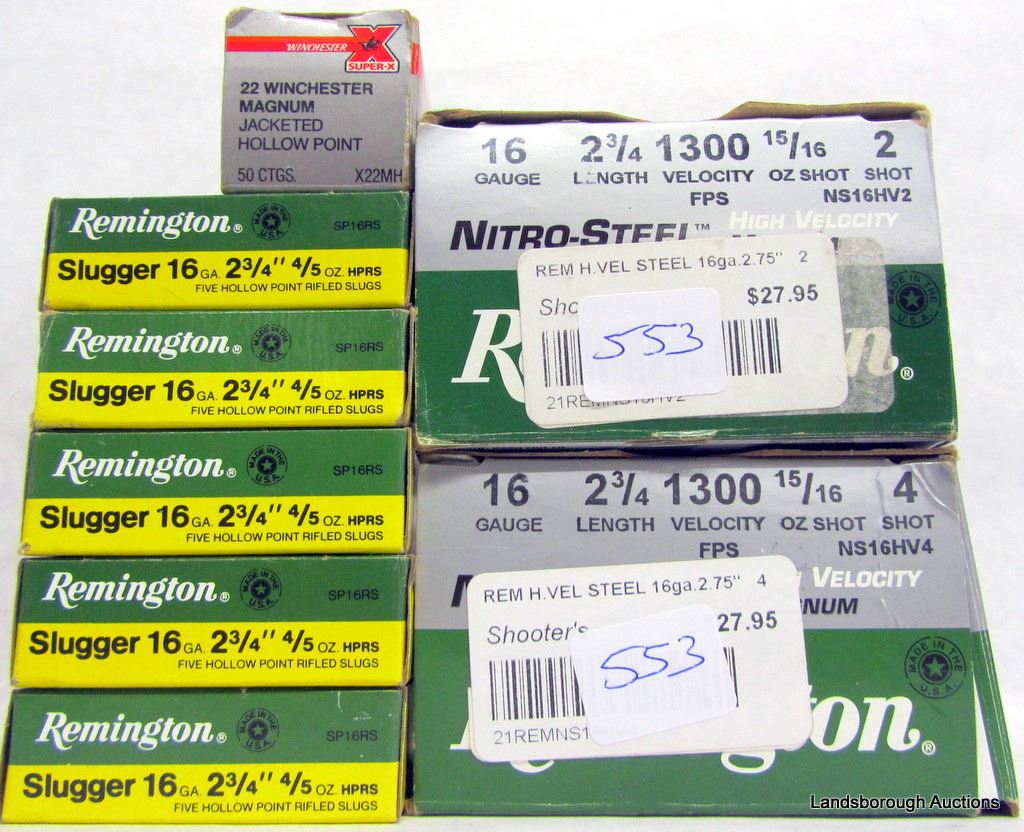 WINCHESTER
X
SUPER-X
22 WINCHESTER
MAGNUM
JACKETED
HOLLOW POINT
50 CTGS. X22MH
Remington® MADE IN THE U.S.A. SP16RS
Slugger 16 GA. 2 3/4" 4/5 OZ. HPRS
FIVE HOLLOW POINT RIFLED SLUGS
Remington® MADE IN THE U.S.A. SP16RS
Slugger 16 GA. 2 3/4" 4/5 OZ. HPRS
FIVE HOLLOW POINT RIFLED SLUGS
Remington® MADE IN THE U.S.A. SP16RS
Slugger 16 GA. 2 3/4" 4/5 OZ. HPRS
FIVE HOLLOW POINT RIFLED SLUGS
Remington® MADE IN THE U.S.A. SP16RS
Slugger 16 GA. 2 3/4" 4/5 OZ. HPRS
FIVE HOLLOW POINT RIFLED SLUGS
Remington® MADE IN THE U.S.A. SP16RS
Slugger 16 GA. 2 3/4" 4/5 OZ. HPRS
FIVE HOLLOW POINT RIFLED SLUGS
16 2 3/4 1300 15/16 2
GAUGE LENGTH VELOCITY OZ SHOT SHOT
FPS NS16HV2
NITRO-STEEL™ HIGH VELOCITY
REM H.VEL STEEL 16ga.2.75" 2
Sho $27.95
553
MADE IN THE U.S.A.
R n®
16 2 3/4 1300 15/16 4
GAUGE LENGTH VELOCITY OZ SHOT SHOT
FPS NS16HV4
N VELOCITY
NUM
REM H.VEL STEEL 16ga.2.75" 4
Shooter's 27.95
553
21REMNS1
MADE IN THE U.S.A.
gton®
Landsborough Auctions